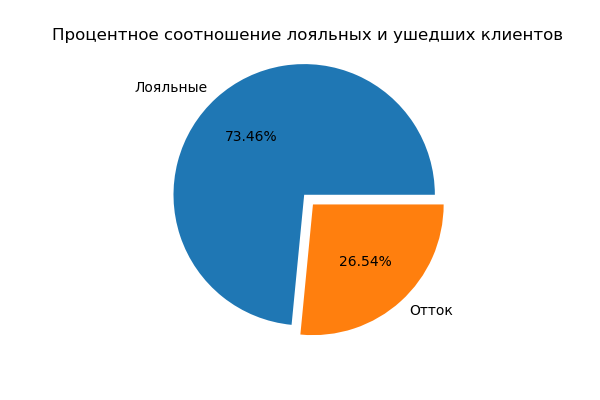 Процентное соотношение лояльных и ушедших клиентов
Лояльные
73.46%
26.54%
Отток